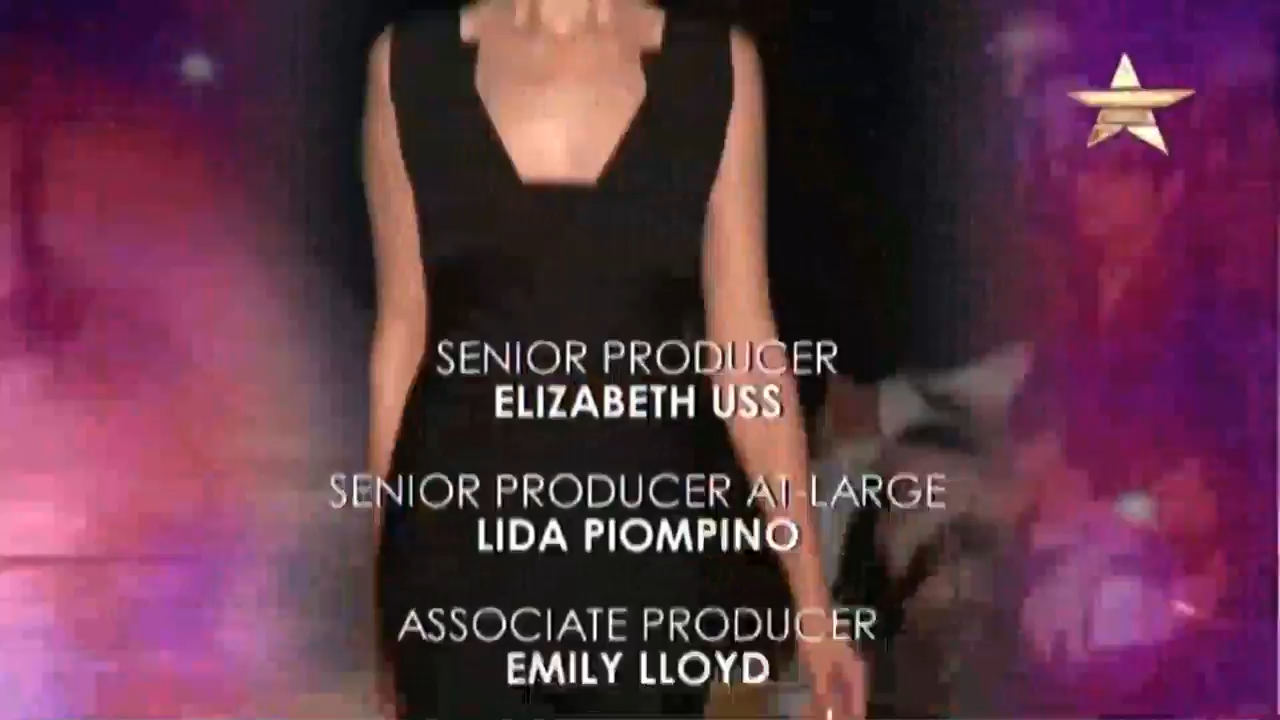 SENIOR PRODUCER
ELIZABETH USS
SENIOR PRODUCER AT-LARGE
LIDA PIOMPINO
ASSOCIATE PRODUCER
EMILY LLOYD